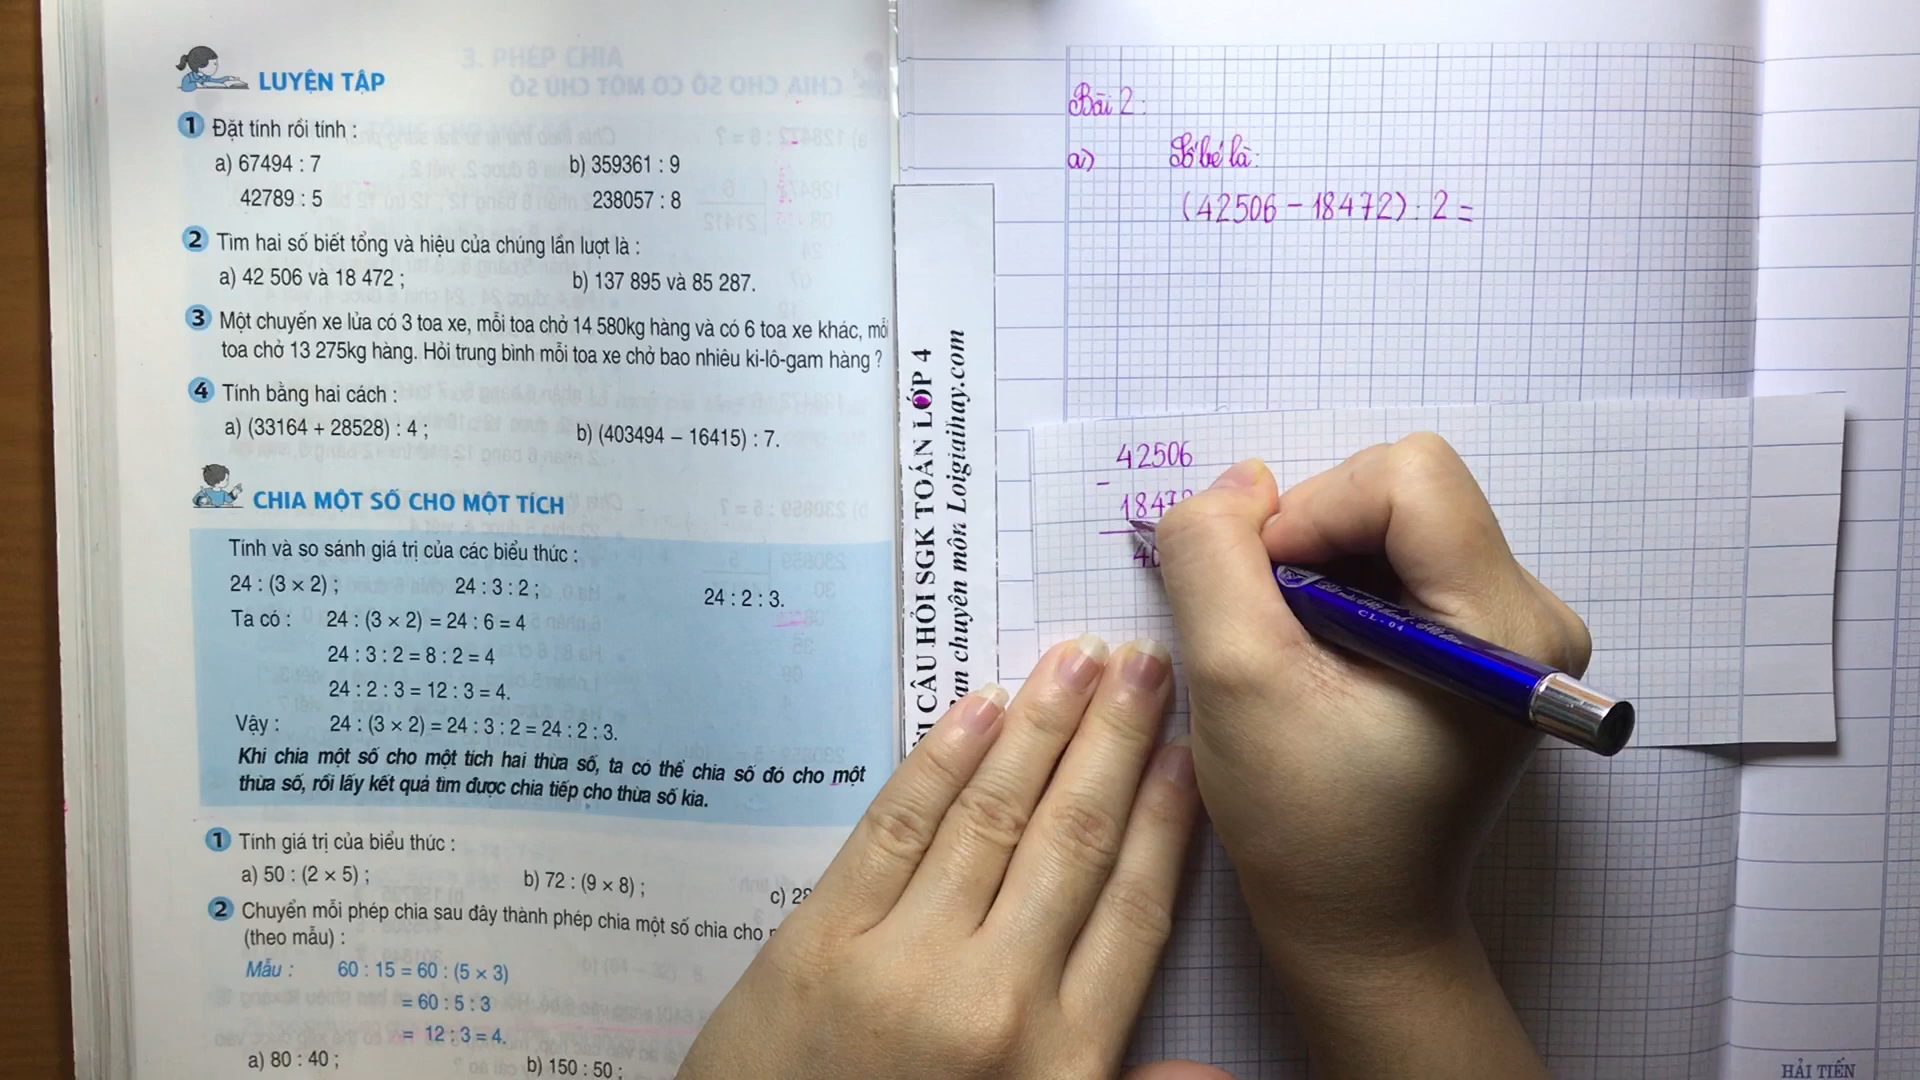 LUYỆN TẬP
1 Đặt tính rồi tính :
a) 67494 : 7 b) 359361 : 9
42789 : 5 238057 : 8
2 Tìm hai số biết tổng và hiệu của chúng lần lượt là :
a) 42 506 và 18 472 ; b) 137 895 và 85 287.
3 Một chuyến xe lửa có 3 toa xe, mỗi toa chở 14 580kg hàng và có 6 toa xe khác, mỗi
toa chở 13 275kg hàng. Hỏi trung bình mỗi toa xe chở bao nhiêu ki-lô-gam hàng ?
4 Tính bằng hai cách :
a) (33164 + 28528) : 4 ; b) (403494 – 16415) : 7.
CHIA MỘT SỐ CHO MỘT TÍCH
Tính và so sánh giá trị của các biểu thức :
24 : (3 × 2) ; 24 : 3 : 2 ; 24 : 2 : 3.
Ta có : 24 : (3 × 2) = 24 : 6 = 4
24 : 3 : 2 = 8 : 2 = 4
24 : 2 : 3 = 12 : 3 = 4.
Vậy : 24 : (3 × 2) = 24 : 3 : 2 = 24 : 2 : 3.
Khi chia một số cho một tích hai thừa số, ta có thể chia số đó cho một
thừa số, rồi lấy kết quả tìm được chia tiếp cho thừa số kia.
1 Tính giá trị của biểu thức :
a) 50 : (2 × 5) ; b) 72 : (9 × 8) ; c) 28
2 Chuyển mỗi phép chia sau đây thành phép chia một số chia cho
(theo mẫu) :
Mẫu : 60 : 15 = 60 : (5 × 3)
= 60 : 5 : 3
= 12 : 3 = 4.
a) 80 : 40 ; b) 150 : 50 ;
CÂU HỎI SGK TOÁN LỚP 4
chuyên môn Loigiaihay.com
Bài 2:
a) Số bé là:
(42506 – 18472) : 2 =
42506
–
1847
40
CL-04
HẢI TIẾN